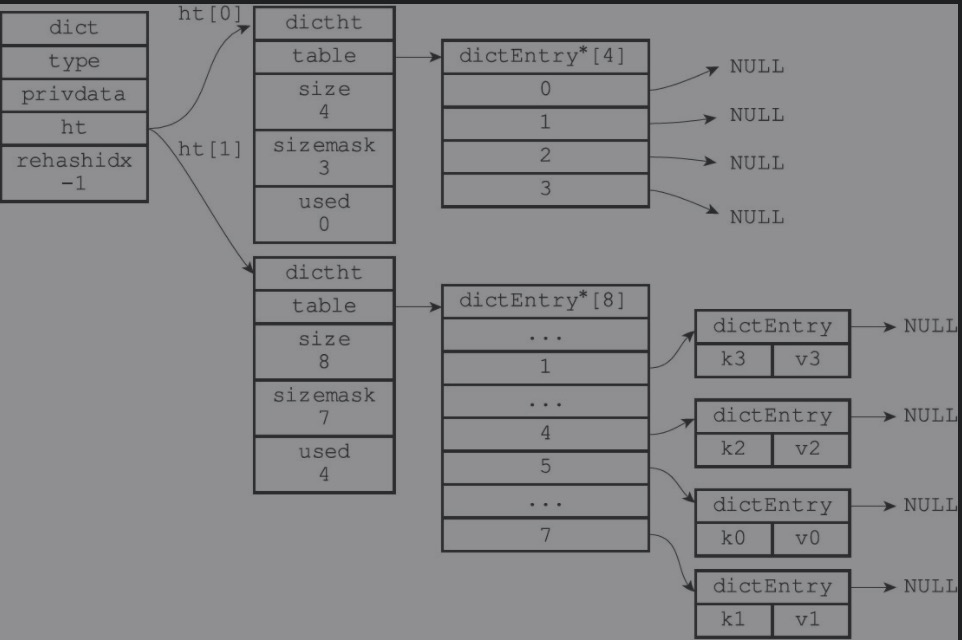 dict
type
privdata
ht
rehashidx
-1
ht[0]
ht[1]
dictht
table
size
4
sizemask
3
used
0
dictEntry*[4]
0
1
2
3
NULL
NULL
NULL
NULL
dictht
table
size
8
sizemask
7
used
4
dictEntry*[8]
...
1
...
4
5
...
7
dictEntry
k3 v3
NULL
dictEntry
k2 v2
NULL
dictEntry
k0 v0
NULL
dictEntry
k1 v1
NULL